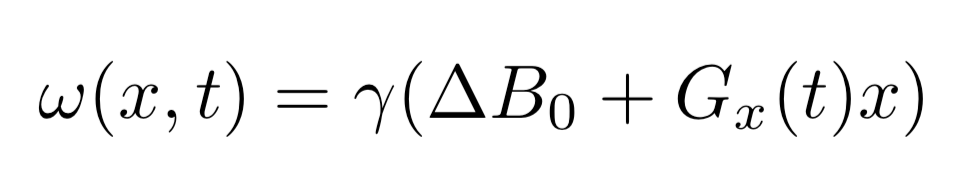 ω(x, t) = γ(ΔB₀ + Gₓ(t)x)